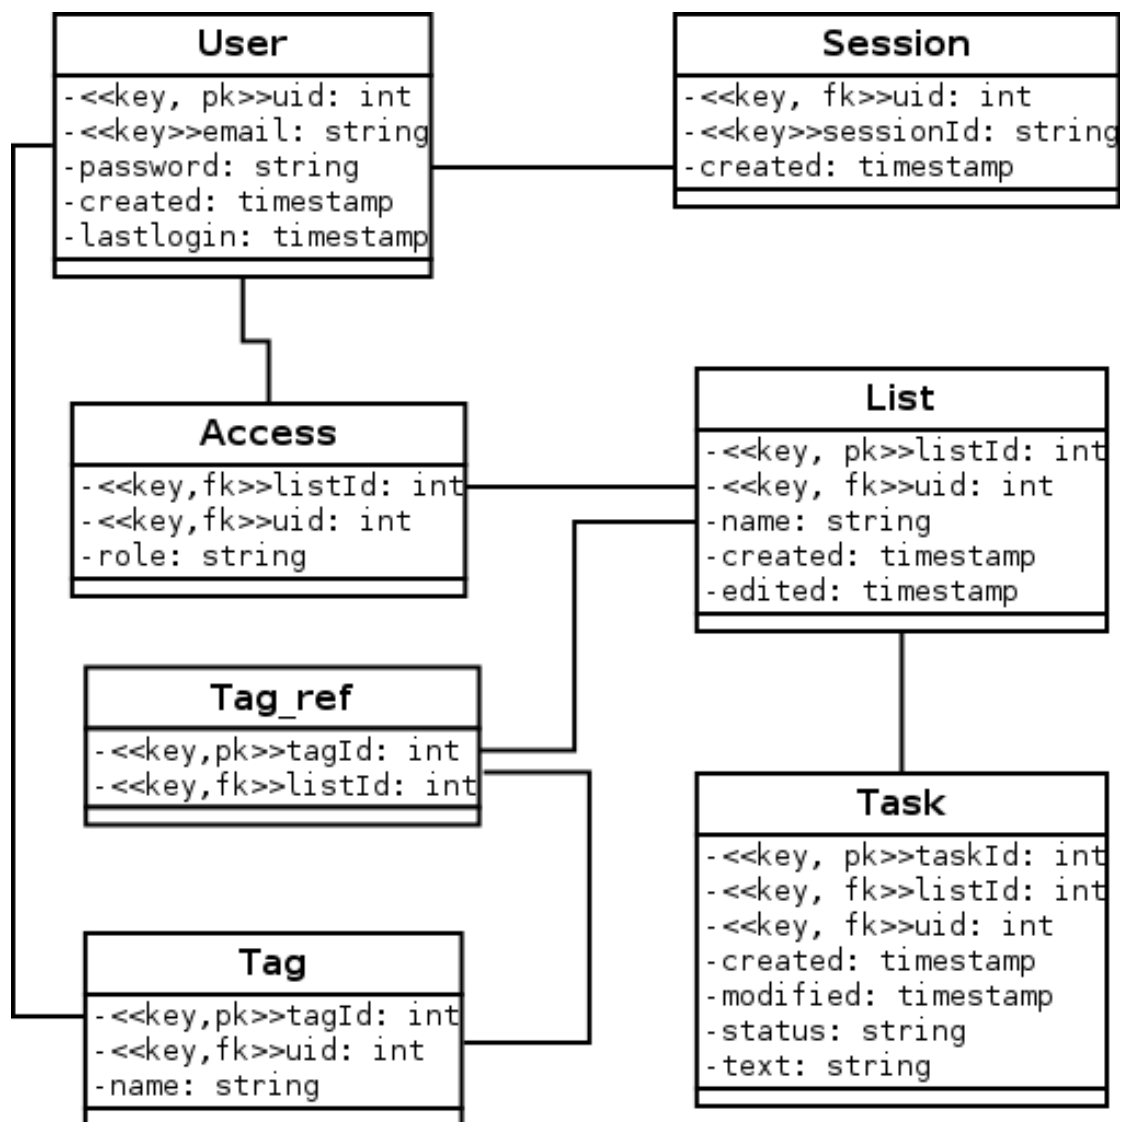 User
-<<key, pk>>uid: int
-<<key>>email: string
-password: string
-created: timestamp
-lastlogin: timestamp
Session
-<<key, fk>>uid: int
-<<key>>sessionId: string
-created: timestamp
Access
-<<key,fk>>listId: int
-<<key,fk>>uid: int
-role: string
List
-<<key, pk>>listId: int
-<<key, fk>>uid: int
-name: string
-created: timestamp
-edited: timestamp
Tag_ref
-<<key,pk>>tagId: int
-<<key,fk>>listId: int
Task
-<<key, pk>>taskId: int
-<<key, fk>>listId: int
-<<key, fk>>uid: int
-created: timestamp
-modified: timestamp
-status: string
-text: string
Tag
-<<key,pk>>tagId: int
-<<key,fk>>uid: int
-name: string